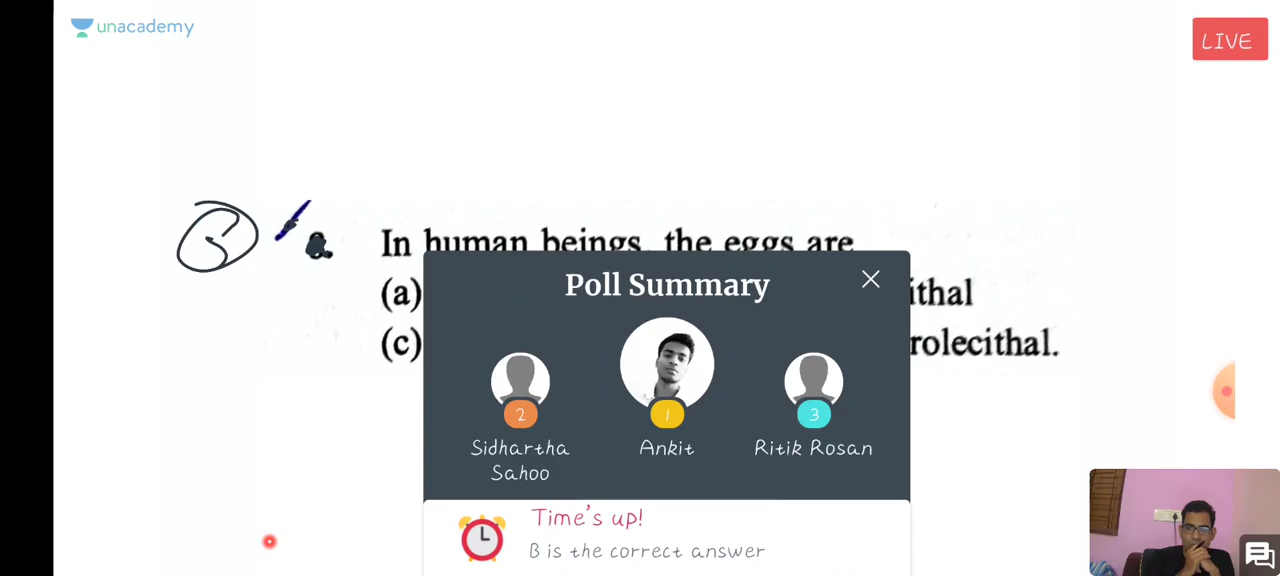 unacademy
LIVE
In human beings, the eggs are
(a) ithal
(c) rolecithal.
Poll Summary
2
1
3
Sidhartha Sahoo
Ankit
Ritik Rosan
Time's up!
B is the correct answer